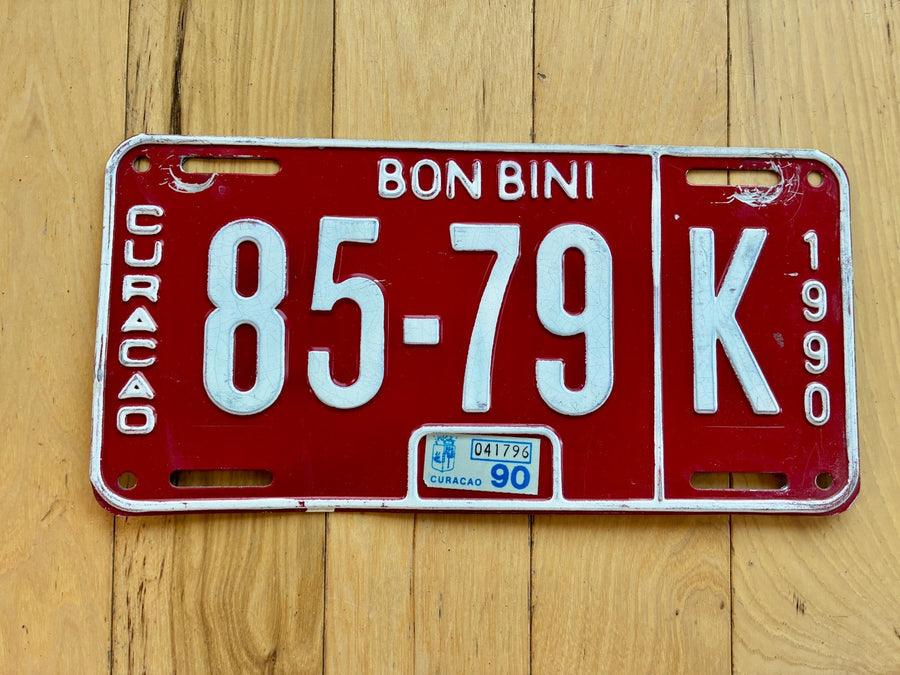 BON BINI
CURACAO
85-79
K
1990
041796
CURACAO 90